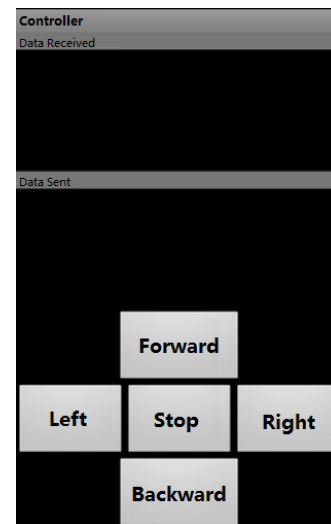 Controller
Data Received
Data Sent
Forward
Left Stop Right
Backward